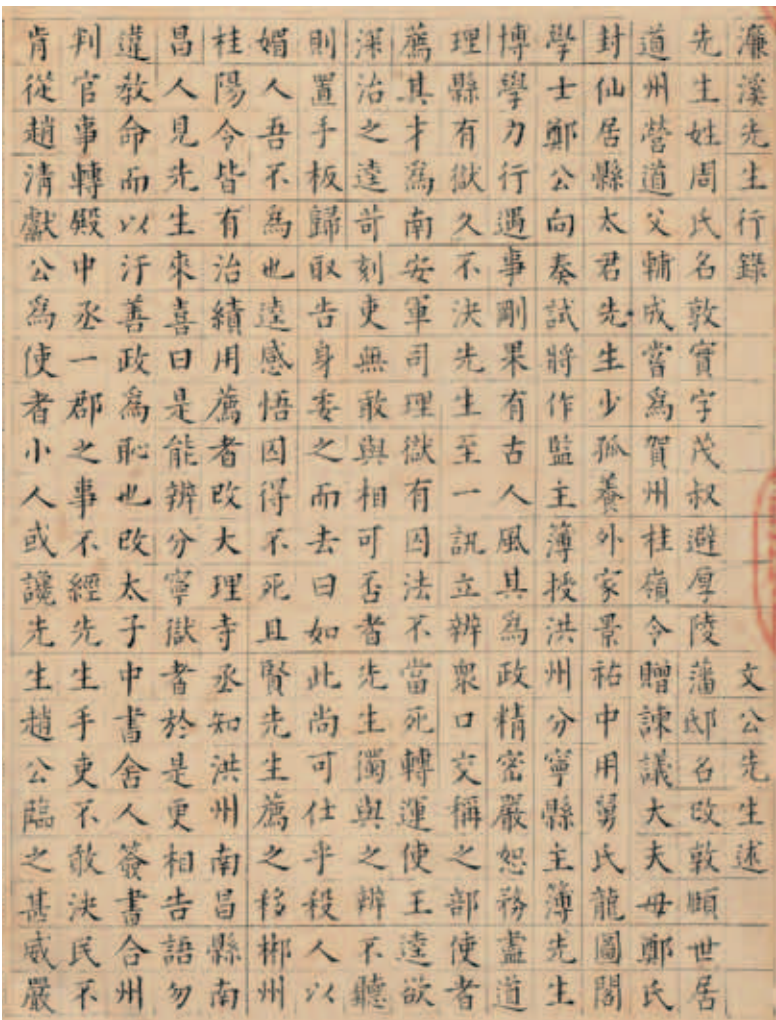 濂溪先生行錄　文公先生述
先生姓周氏名敦實字茂叔避厚陵藩邸名改敦頤世居
道州營道父輔成嘗爲賀州桂嶺令贈諫議大夫母鄭氏
封仙居縣太君先生少孤養外家景祐中用舅氏龍圖閣
學士鄭公向奏試將作監主簿授洪州分寧縣主簿先生
博學力行遇事剛果有古人風其爲政精密嚴恕務盡道
理縣有獄久不決先生至一訊立辨衆口交稱之部使者
薦其才爲南安軍司理獄有囚法不當死轉運使王逵欲
深治之逵苛刻吏無敢與相可否者先生獨與之辨不聽
則置手板歸取告身委之而去曰如此尚可仕乎殺人以
媚人吾不爲也逵感悟囚得不死且賢先生薦之移郴州
桂陽令皆有治績用薦者改大理寺丞知洪州南昌縣南
昌人見先生來喜曰是能辨分寧獄者於是更相告語勿
違教命而以汙善政爲恥也改太子中書舍人簽書合州
判官事轉殿中丞一郡之事不經先生手吏不敢決民不
肯從趙清獻公爲使者小人或讒先生趙公臨之甚威嚴